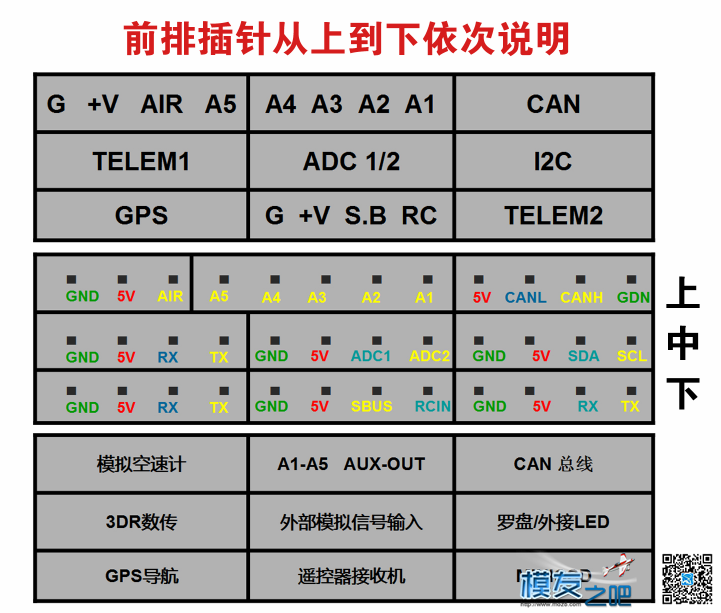 前排插针从上到下依次说明
G +V AIR A5 A4 A3 A2 A1 CAN
TELEM1 ADC 1/2 I2C
GPS G +V S.B RC TELEM2
GND 5V AIR A5 A4 A3 A2 A1 5V CANL CANH GDN
上
GND 5V RX TX GND 5V ADC1 ADC2 GND 5V SDA SCL
中
GND 5V RX TX GND 5V SBUS RCIN GND 5V RX TX
下
模拟空速计 A1-A5 AUX-OUT CAN 总线
3DR数传 外部模拟信号输入 罗盘/外接LED
GPS导航 遥控器接收机
模友之吧